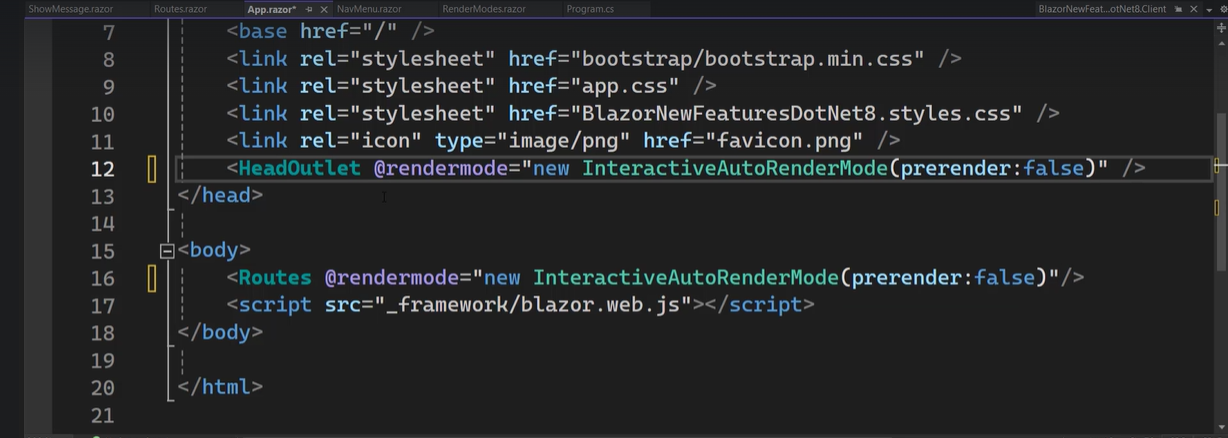 ShowMessage.razor Routes.razor App.razor* NavMenu.razor RenderModes.razor Program.cs BlazorNewFeat...otNet8.Client
7 <base href="/" />
8 <link rel="stylesheet" href="bootstrap/bootstrap.min.css" />
9 <link rel="stylesheet" href="app.css" />
10 <link rel="stylesheet" href="BlazorNewFeaturesDotNet8.styles.css" />
11 <link rel="icon" type="image/png" href="favicon.png" />
12 <HeadOutlet @rendermode="new InteractiveAutoRenderMode(prerender:false)" />
13 </head>
14
15 <body>
16 <Routes @rendermode="new InteractiveAutoRenderMode(prerender:false)"/>
17 <script src="_framework/blazor.web.js"></script>
18 </body>
19
20 </html>
21